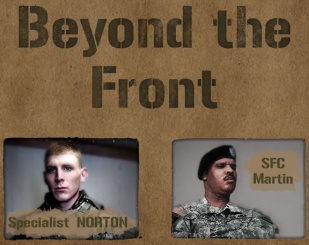 Beyond the
Front
Specialist NORTON
SFC
Martin